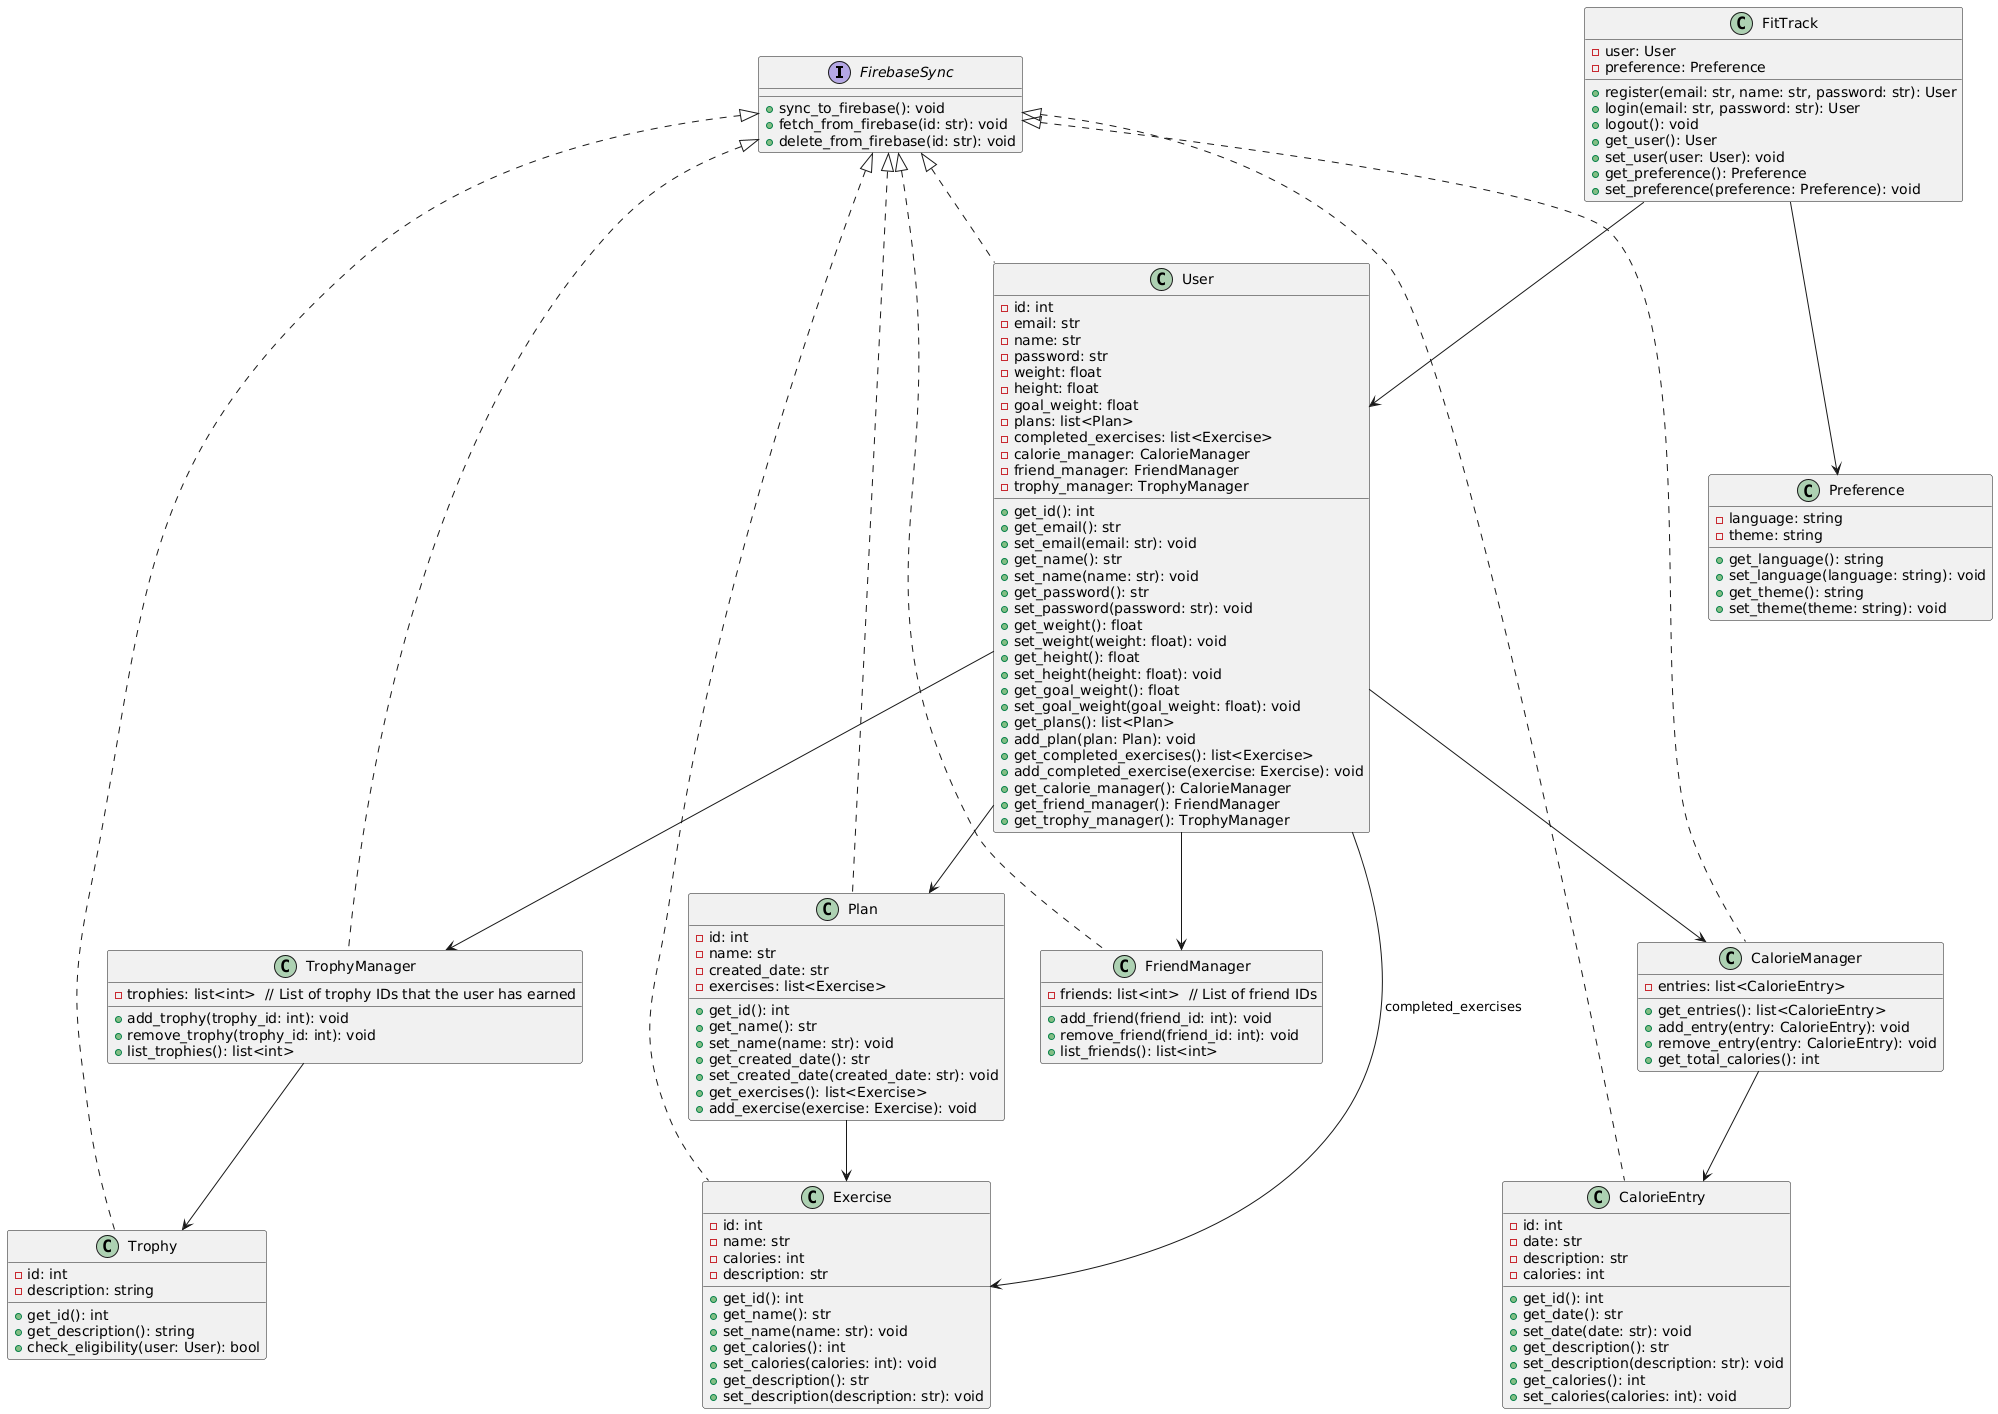 FitTrack
user: User
preference: Preference
register(email: str, name: str, password: str): User
login(email: str, password: str): User
logout(): void
get_user(): User
set_user(user: User): void
get_preference(): Preference
set_preference(preference: Preference): void
I
FirebaseSync
sync_to_firebase(): void
fetch_from_firebase(id: str): void
delete_from_firebase(id: str): void
C
User
id: int
email: str
name: str
password: str
weight: float
height: float
goal_weight: float
plans: list<Plan>
completed_exercises: list<Exercise>
calorie_manager: CalorieManager
friend_manager: FriendManager
trophy_manager: TrophyManager
get_id(): int
get_email(): str
set_email(email: str): void
get_name(): str
set_name(name: str): void
get_password(): str
set_password(password: str): void
get_weight(): float
set_weight(weight: float): void
get_height(): float
set_height(height: float): void
get_goal_weight(): float
set_goal_weight(goal_weight: float): void
get_plans(): list<Plan>
add_plan(plan: Plan): void
get_completed_exercises(): list<Exercise>
add_completed_exercise(exercise: Exercise): void
get_calorie_manager(): CalorieManager
get_friend_manager(): FriendManager
get_trophy_manager(): TrophyManager
C
Preference
language: string
theme: string
get_language(): string
set_language(language: string): void
get_theme(): string
set_theme(theme: string): void
C
TrophyManager
trophies: list<int>  // List of trophy IDs that the user has earned
add_trophy(trophy_id: int): void
remove_trophy(trophy_id: int): void
list_trophies(): list<int>
C
Plan
id: int
name: str
created_date: str
exercises: list<Exercise>
get_id(): int
get_name(): str
set_name(name: str): void
get_created_date(): str
set_created_date(created_date: str): void
get_exercises(): list<Exercise>
add_exercise(exercise: Exercise): void
C
FriendManager
friends: list<int>  // List of friend IDs
add_friend(friend_id: int): void
remove_friend(friend_id: int): void
list_friends(): list<int>
completed_exercises
C
CalorieManager
entries: list<CalorieEntry>
get_entries(): list<CalorieEntry>
add_entry(entry: CalorieEntry): void
remove_entry(entry: CalorieEntry): void
get_total_calories(): int
C
Trophy
id: int
description: string
get_id(): int
get_description(): string
check_eligibility(user: User): bool
C
Exercise
id: int
name: str
calories: int
description: str
get_id(): int
get_name(): str
set_name(name: str): void
get_calories(): int
set_calories(calories: int): void
get_description(): str
set_description(description: str): void
C
CalorieEntry
id: int
date: str
description: str
calories: int
get_id(): int
get_date(): str
set_date(date: str): void
get_description(): str
set_description(description: str): void
get_calories(): int
set_calories(calories: int): void